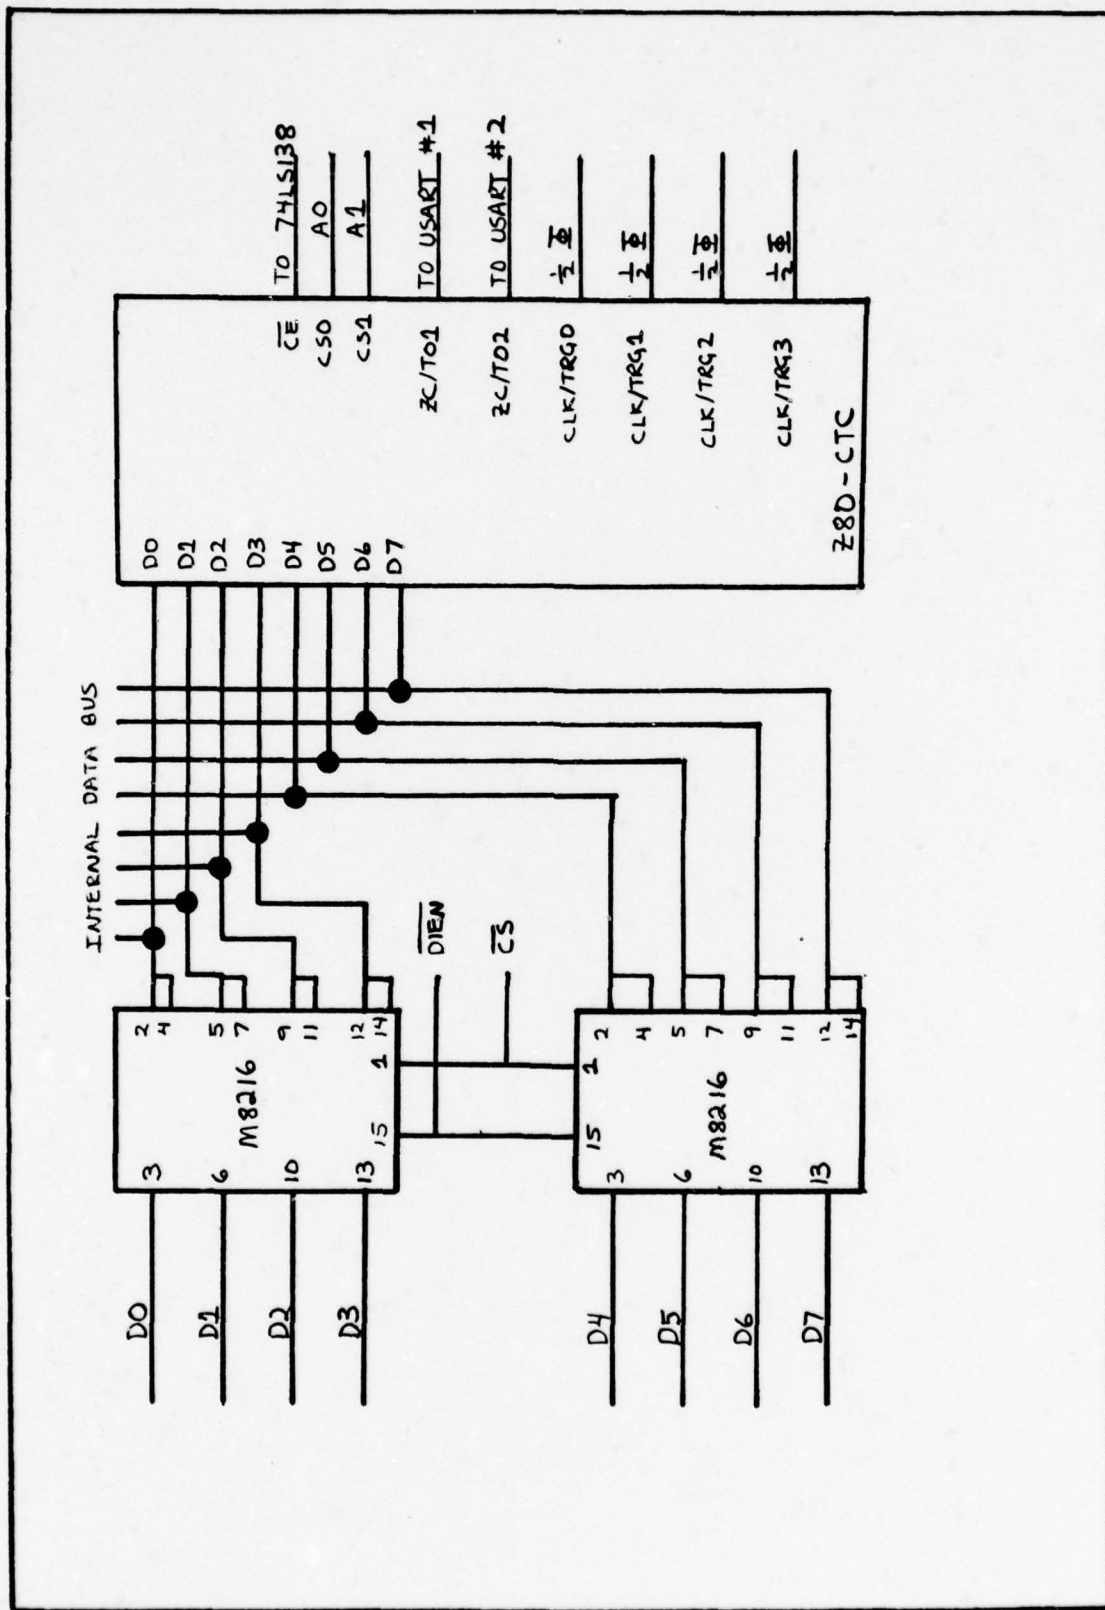 INTERNAL DATA BUS
D0
D1
D2
D3
3
6
10
13
2
4
5
7
9
11
12
14
M8216
15
1
D̅I̅E̅N̅
C̅S̅
D4
D5
D6
D7
15
1
3
6
10
13
2
4
5
7
9
11
12
14
M8216
D0
D1
D2
D3
D4
D5
D6
D7
C̅E̅ TO 74LS138
CS0 A0
CS1 A1
ZC/TO1 TO USART #1
ZC/TO2 TO USART #2
CLK/TRG0 ½ Φ
CLK/TRG1 ½ Φ
CLK/TRG2 ½ Φ
CLK/TRG3 ½ Φ
Z80-CTC